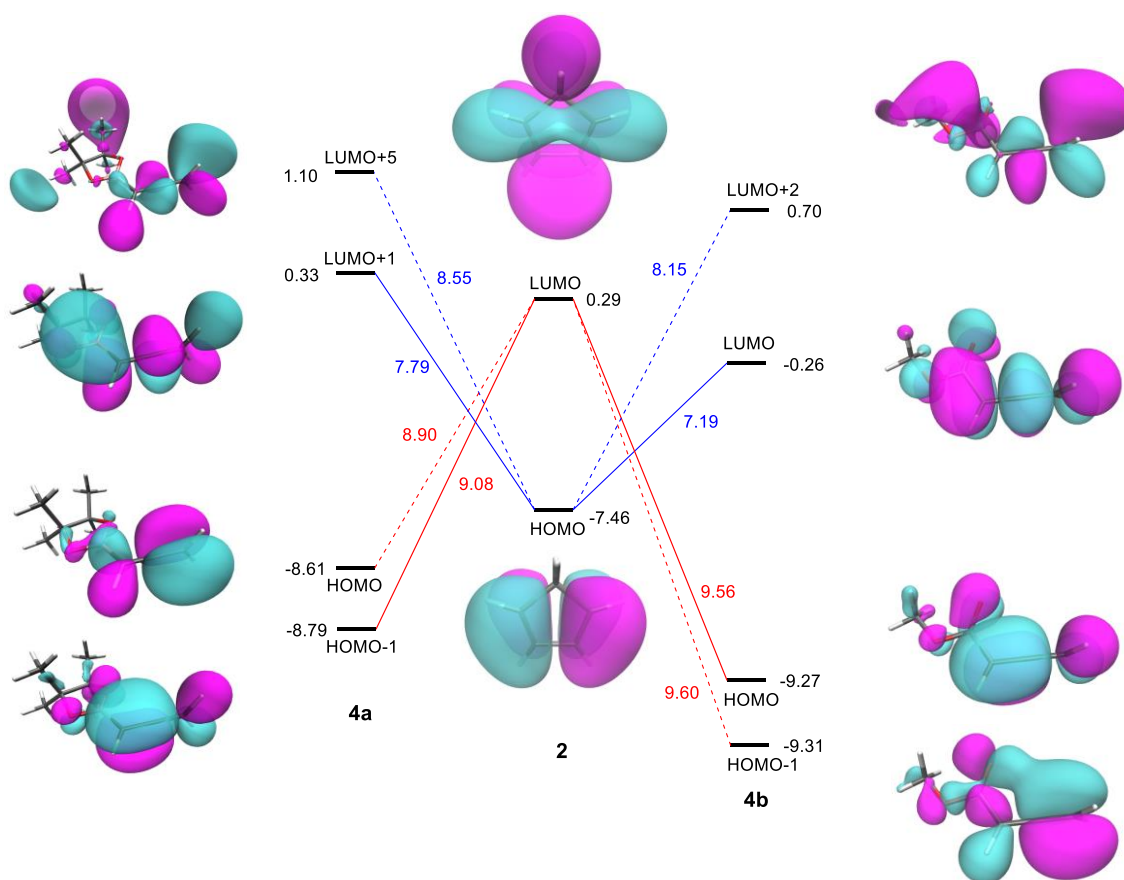 LUMO+5
1.10
LUMO+2
0.70
LUMO+1
0.33
8.55
8.15
LUMO
0.29
LUMO
-0.26
7.79
7.19
8.90
9.08
HOMO
-7.46
-8.61
HOMO
-8.79
HOMO-1
9.56
9.60
HOMO
-9.27
-9.31
HOMO-1
4a
2
4b